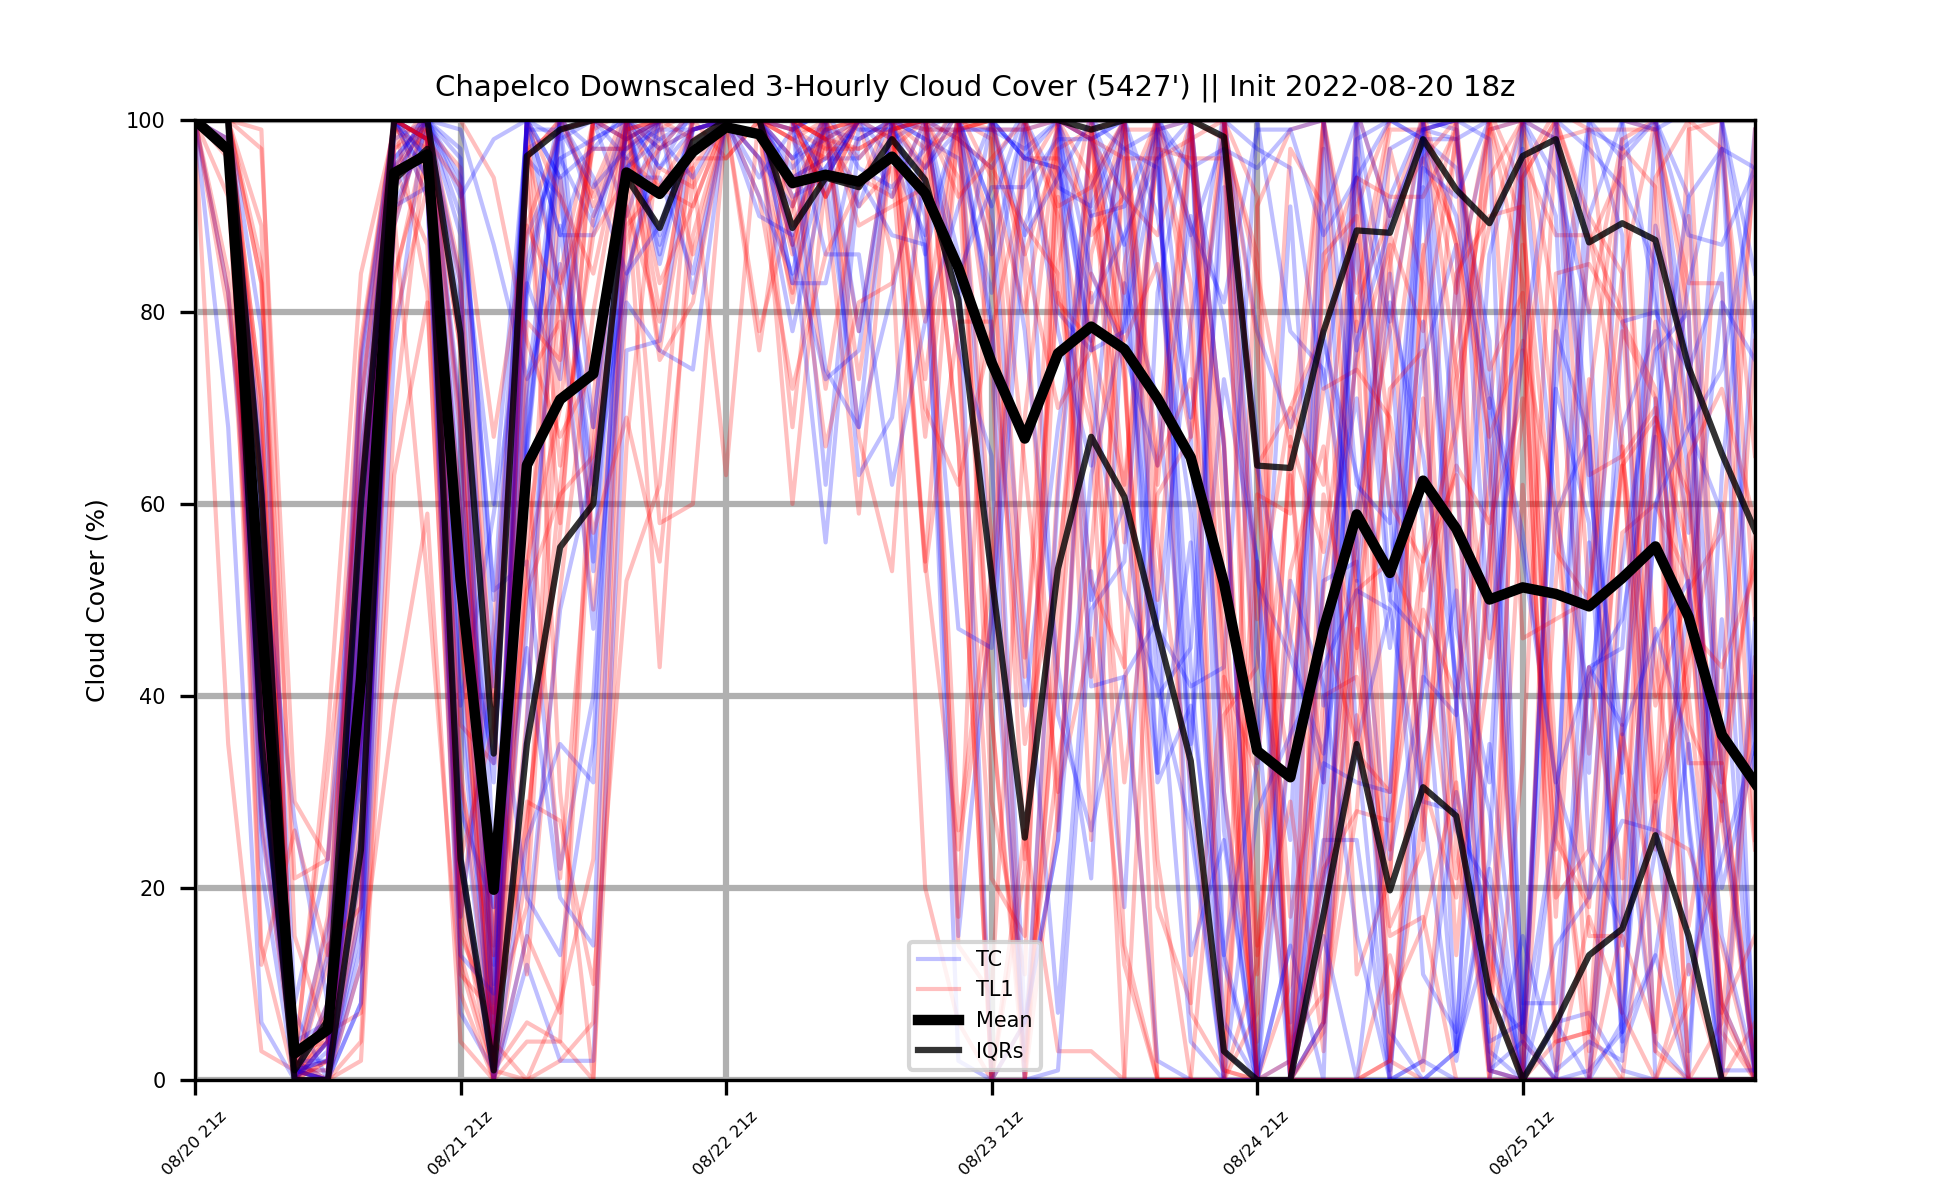 Chapelco Downscaled 3-Hourly Cloud Cover (5427') || Init 2022-08-20 18z
Cloud Cover (%)
100
80
60
40
20
0
TC
TL1
Mean
IQRs
08/20 21z
08/21 21z
08/22 21z
08/23 21z
08/24 21z
08/25 21z